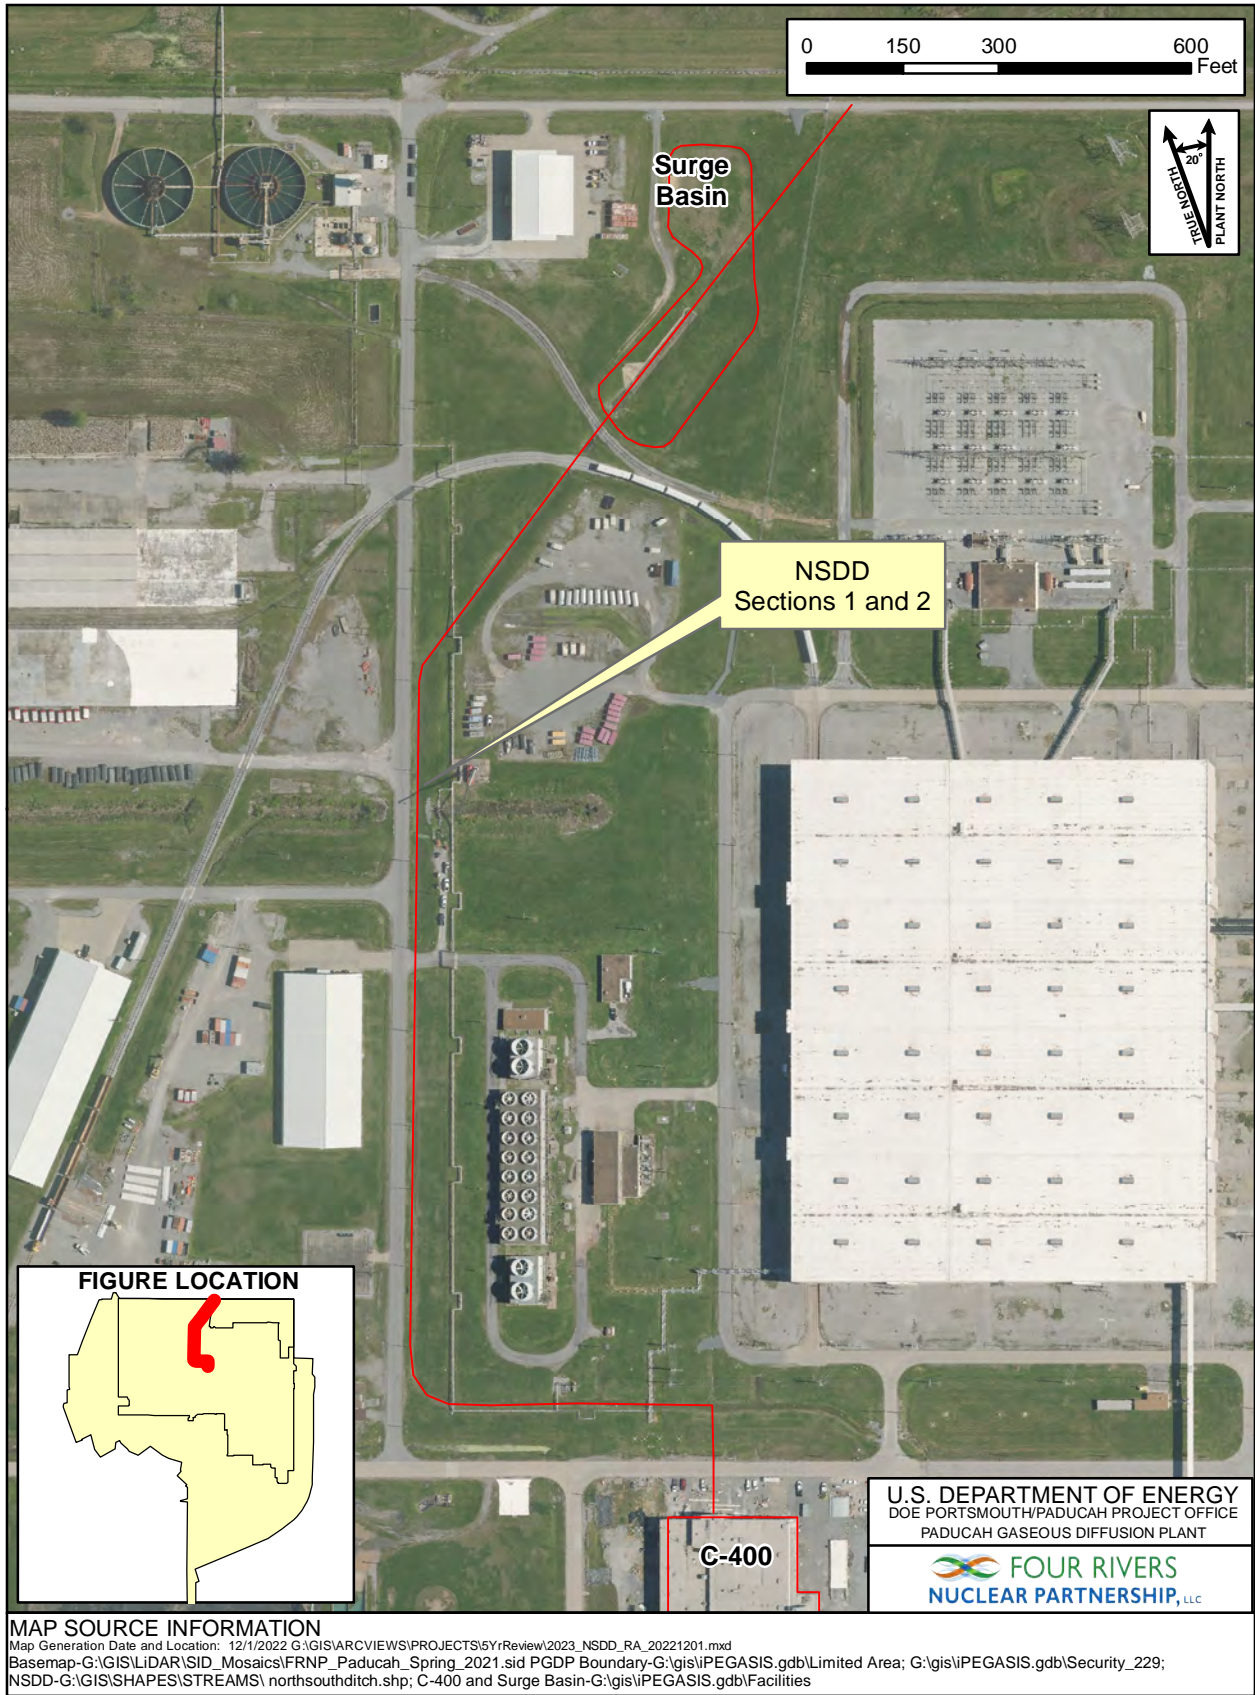 0 150 300 600
Feet
20°
TRUE NORTH
PLANT NORTH
Surge
Basin
NSDD
Sections 1 and 2
FIGURE LOCATION
C-400
U.S. DEPARTMENT OF ENERGY
DOE PORTSMOUTH/PADUCAH PROJECT OFFICE
PADUCAH GASEOUS DIFFUSION PLANT
FOUR RIVERS
NUCLEAR PARTNERSHIP, LLC
MAP SOURCE INFORMATION
Map Generation Date and Location: 12/1/2022 G:\GIS\ARCVIEWS\PROJECTS\5YrReview\2023_NSDD_RA_20221201.mxd
Basemap-G:\GIS\LiDAR\SID_Mosaics\FRNP_Paducah_Spring_2021.sid PGDP Boundary-G:\gis\iPEGASIS.gdb\Limited Area; G:\gis\iPEGASIS.gdb\Security_229;
NSDD-G:\GIS\SHAPES\STREAMS\ northsouthditch.shp; C-400 and Surge Basin-G:\gis\iPEGASIS.gdb\Facilities